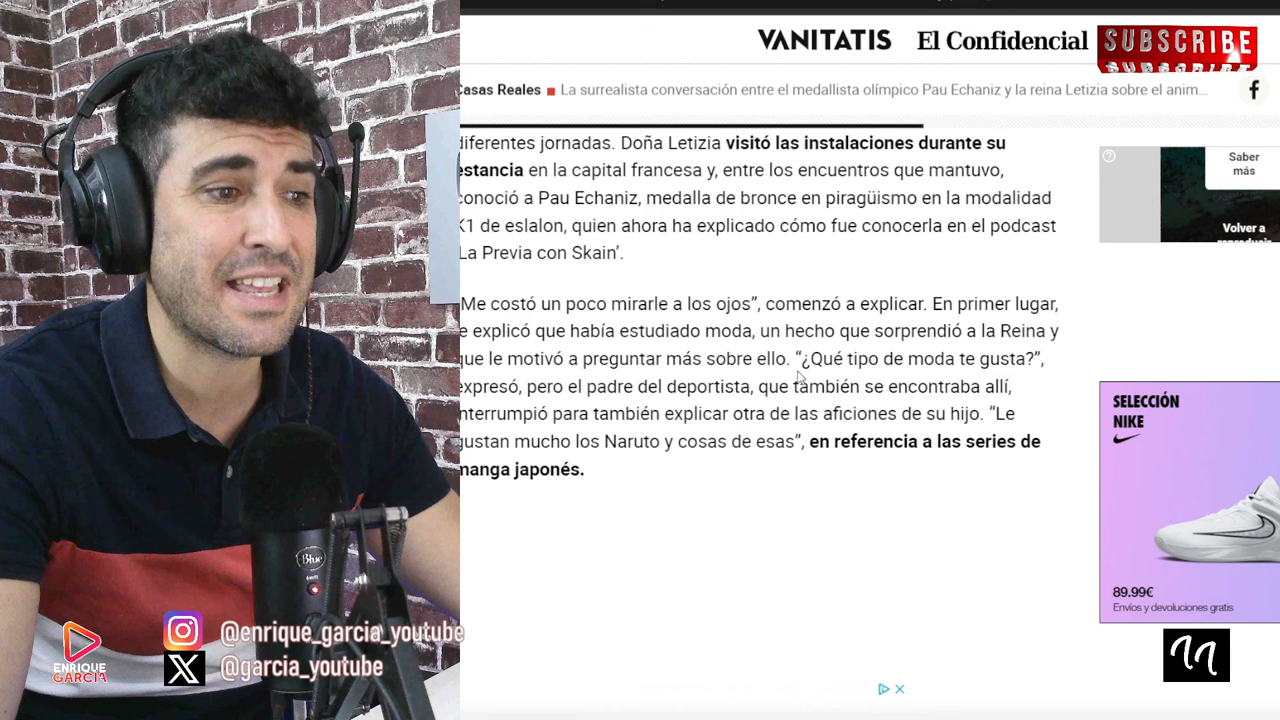 VANITATIS El Confidencial SUBSCRIBE
Casas Reales La surrealista conversación entre el medallista olímpico Pau Echaniz y la reina Letizia sobre el anim...
diferentes jornadas. Doña Letizia visitó las instalaciones durante su
estancia en la capital francesa y, entre los encuentros que mantuvo,
conoció a Pau Echaniz, medalla de bronce en piragüismo en la modalidad
K1 de eslalon, quien ahora ha explicado cómo fue conocerla en el podcast
'La Previa con Skain'.
“Me costó un poco mirarle a los ojos”, comenzó a explicar. En primer lugar,
le explicó que había estudiado moda, un hecho que sorprendió a la Reina y
que le motivó a preguntar más sobre ello. “¿Qué tipo de moda te gusta?”,
expresó, pero el padre del deportista, que también se encontraba allí,
interrumpió para también explicar otra de las aficiones de su hijo. “Le
gustan mucho los Naruto y cosas de esas”, en referencia a las series de
manga japonés.
Saber
más
Volver a
reproducir
SELECCIÓN
NIKE
89.99€
Envíos y devoluciones gratis
Blue
ENRIQUE
GARCIA
@enrique_garcia_youtube
@garcia_youtube